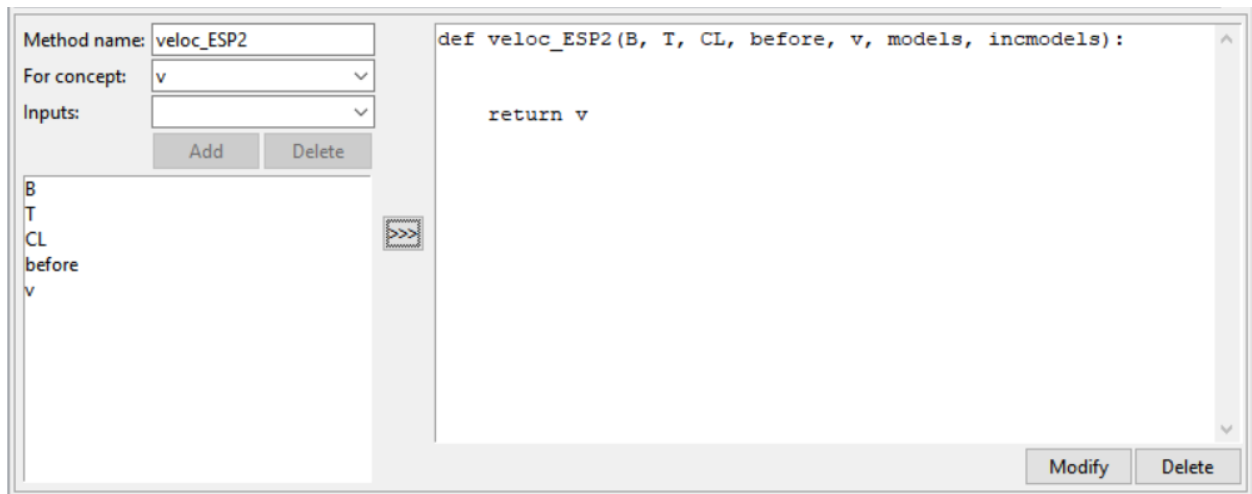 Method name: veloc_ESP2
For concept: v
Inputs:
Add Delete
B
T
CL
before
v
>>>
def veloc_ESP2(B, T, CL, before, v, models, incmodels):
return v
Modify Delete